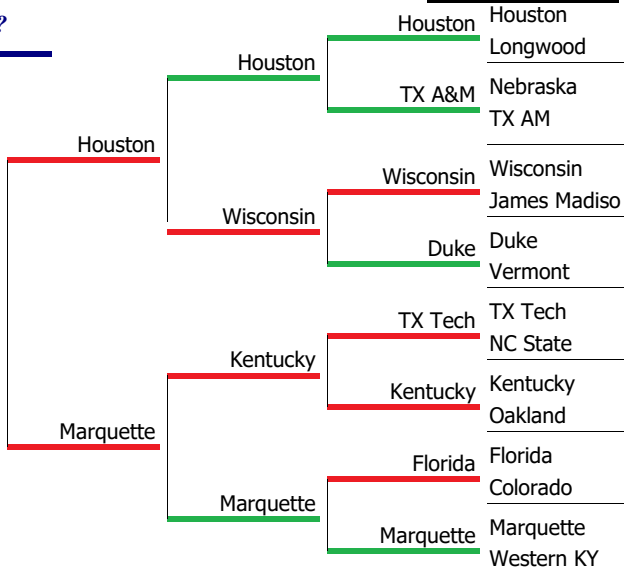 ?
Houston
Houston
Longwood
Houston
TX A&M
Nebraska
TX AM
Houston
Wisconsin
Wisconsin
James Madiso
Wisconsin
Duke
Duke
Vermont
TX Tech
TX Tech
NC State
Kentucky
Kentucky
Kentucky
Oakland
Marquette
Florida
Florida
Colorado
Marquette
Marquette
Marquette
Western KY